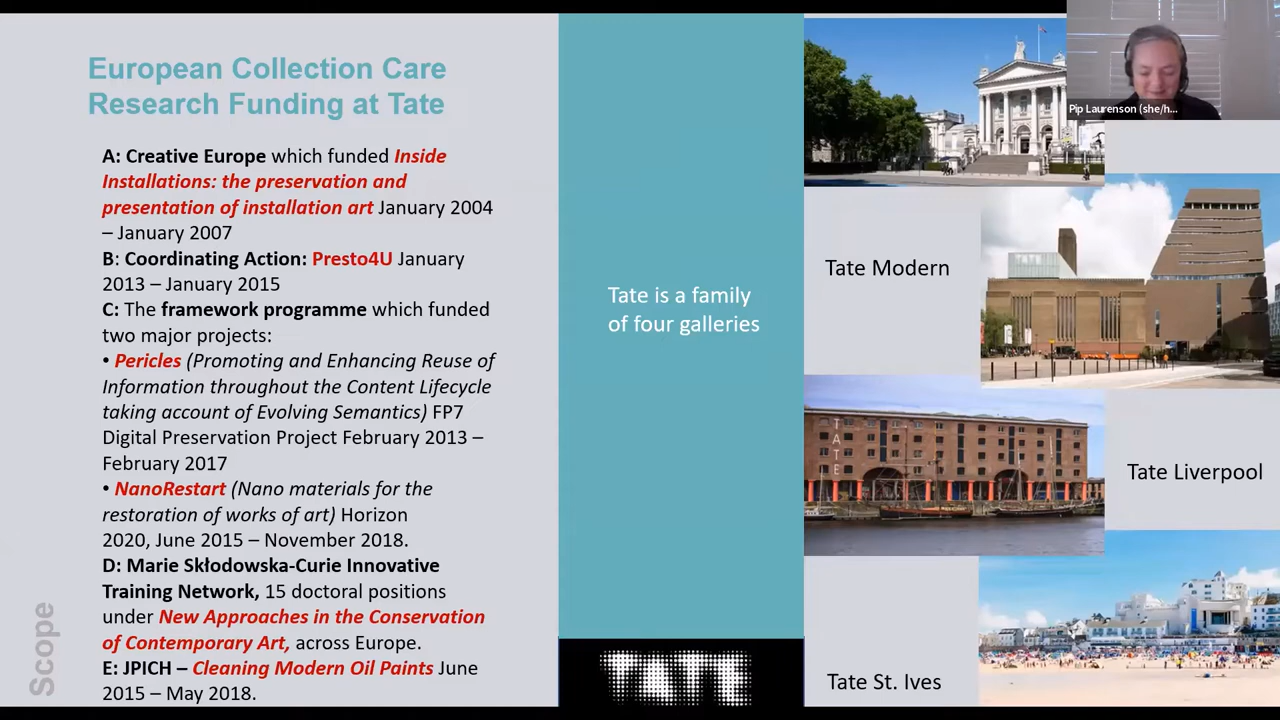 European Collection Care
Research Funding at Tate
A: Creative Europe which funded Inside
Installations: the preservation and
presentation of installation art January 2004
– January 2007
B: Coordinating Action: Presto4U January
2013 – January 2015
C: The framework programme which funded
two major projects:
• Pericles (Promoting and Enhancing Reuse of
Information throughout the Content Lifecycle
taking account of Evolving Semantics) FP7
Digital Preservation Project February 2013 –
February 2017
• NanoRestart (Nano materials for the
restoration of works of art) Horizon
2020, June 2015 – November 2018.
D: Marie Skłodowska-Curie Innovative
Training Network, 15 doctoral positions
under New Approaches in the Conservation
of Contemporary Art, across Europe.
E: JPICH – Cleaning Modern Oil Paints June
2015 – May 2018.
Scope
Tate is a family
of four galleries
TATE
Pip Laurenson (she/h...
Tate Modern
TATE
Tate Liverpool
Tate St. Ives